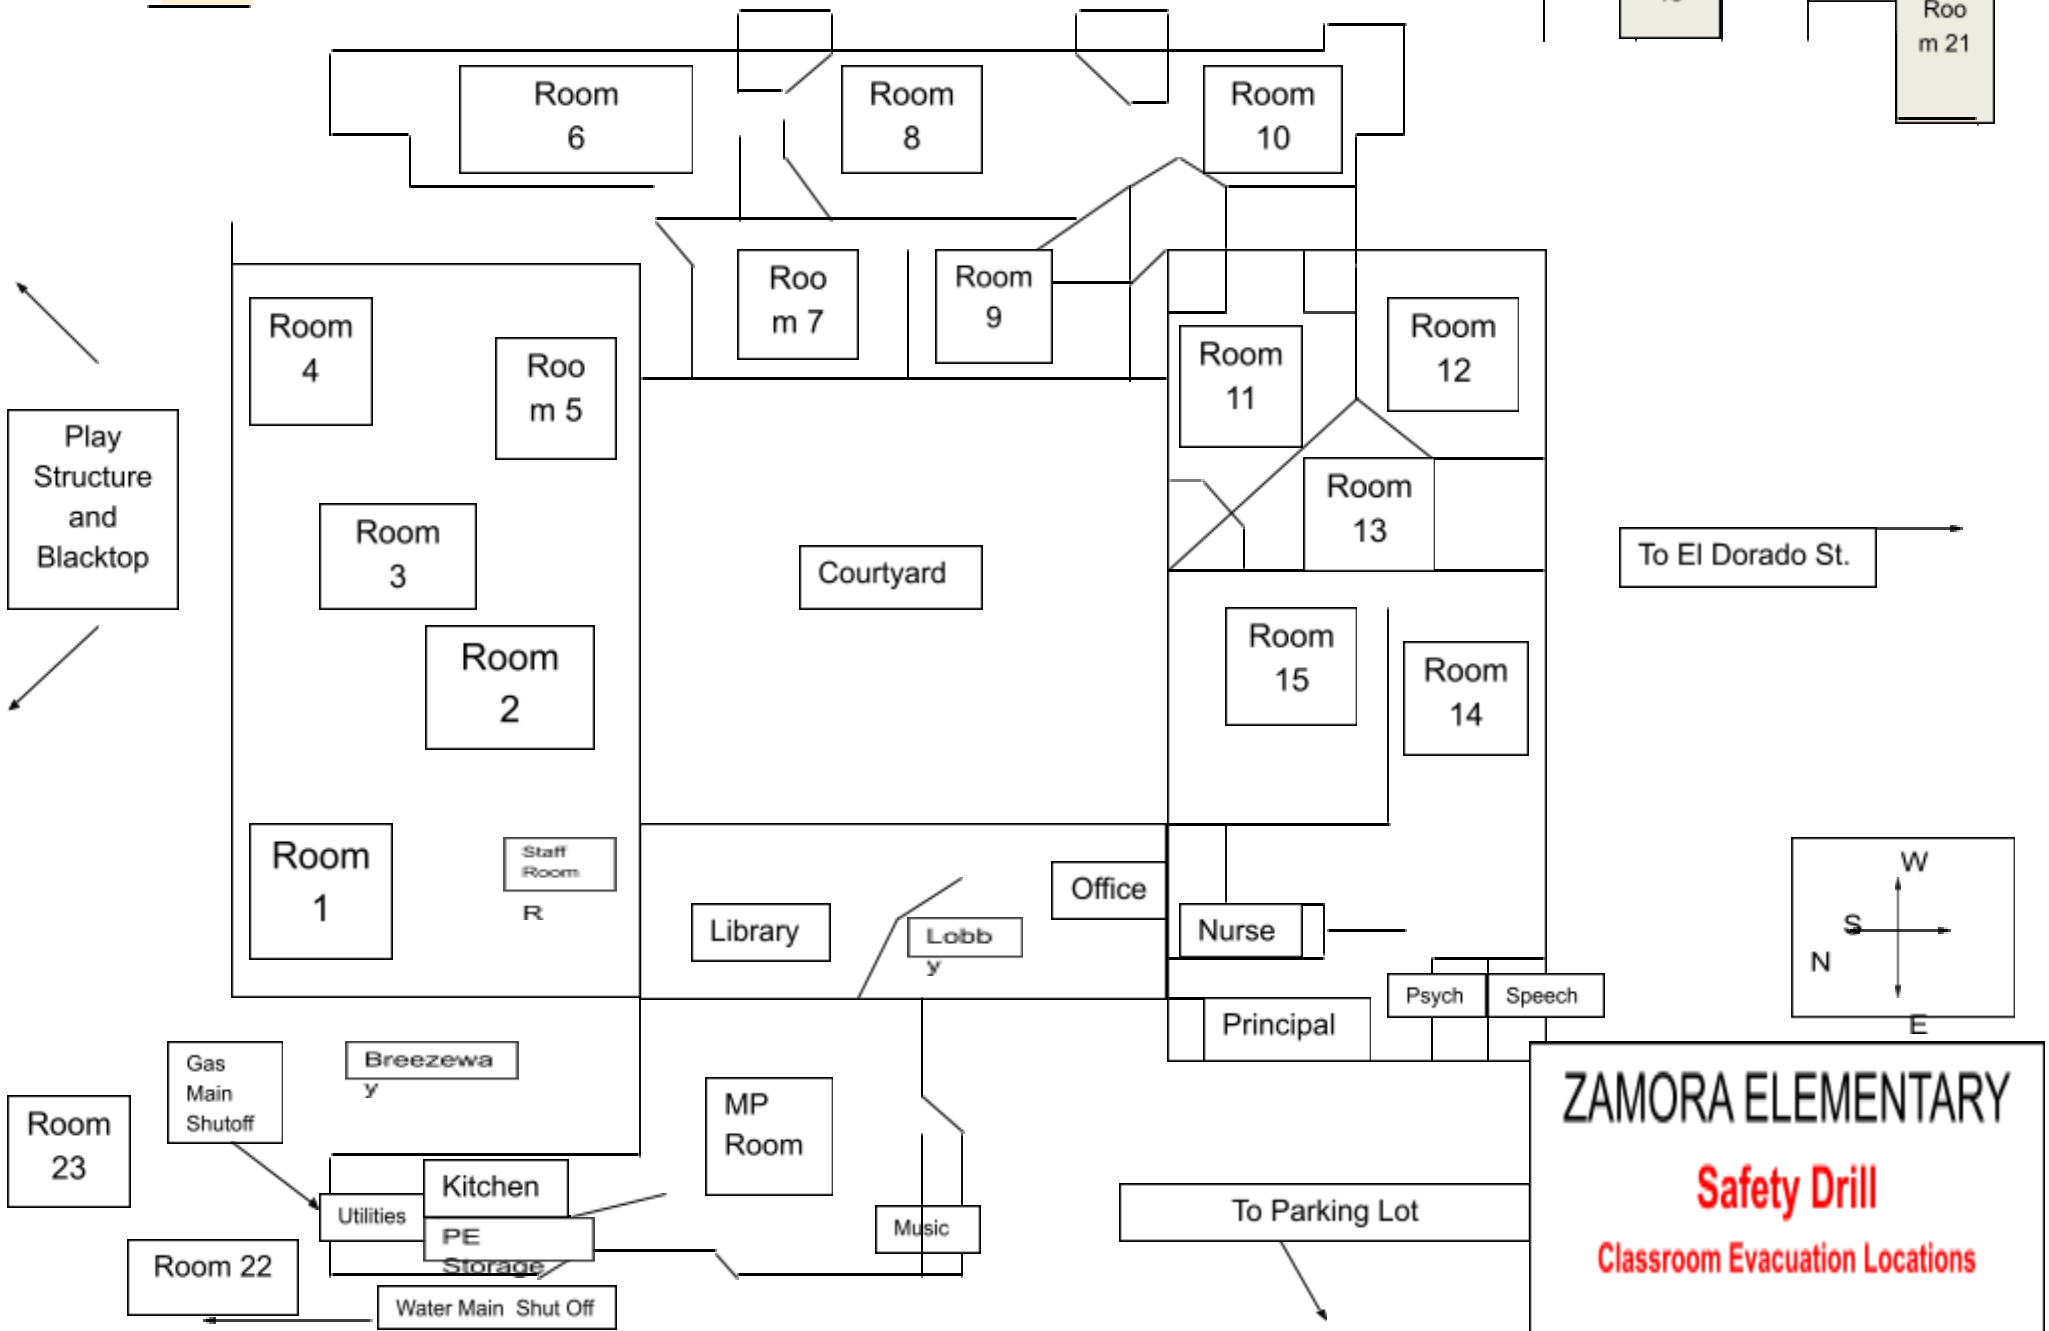 Roo
m 21
Room
6
Room
8
Room
10
Roo
m 7
Room
9
Room
4
Roo
m 5
Room
11
Room
12
Play
Structure
and
Blacktop
Room
3
Room
13
Courtyard
To El Dorado St.
Room
2
Room
15
Room
14
Room
1
Staff
Room
R
Library
Lobb
y
Office
Nurse
W
S
N
E
Psych
Speech
Principal
Gas
Main
Shutoff
Breezewa
y
MP
Room
Room
23
Kitchen
Utilities
PE
Storage
Music
To Parking Lot
Room 22
Water Main Shut Off
ZAMORA ELEMENTARY
Safety Drill
Classroom Evacuation Locations